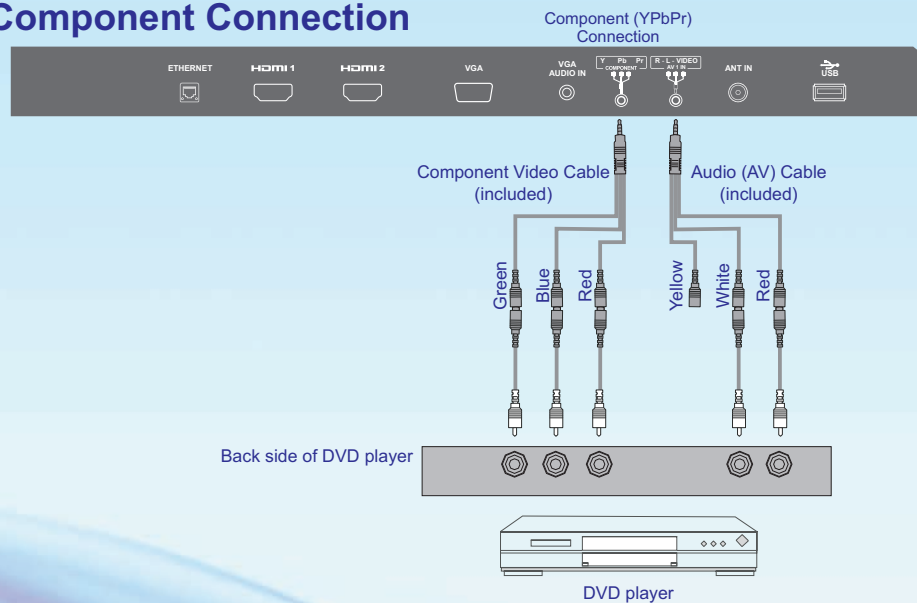 Component Connection
Component (YPbPr)
Connection
ETHERNET
HDMI 1
HDMI 2
VGA
VGA
AUDIO IN
Y Pb Pr
COMPONENT
R - L - VIDEO
AV 1 IN
ANT IN
USB
Component Video Cable
(included)
Audio (AV) Cable
(included)
Green
Blue
Red
Yellow
White
Red
Back side of DVD player
DVD player